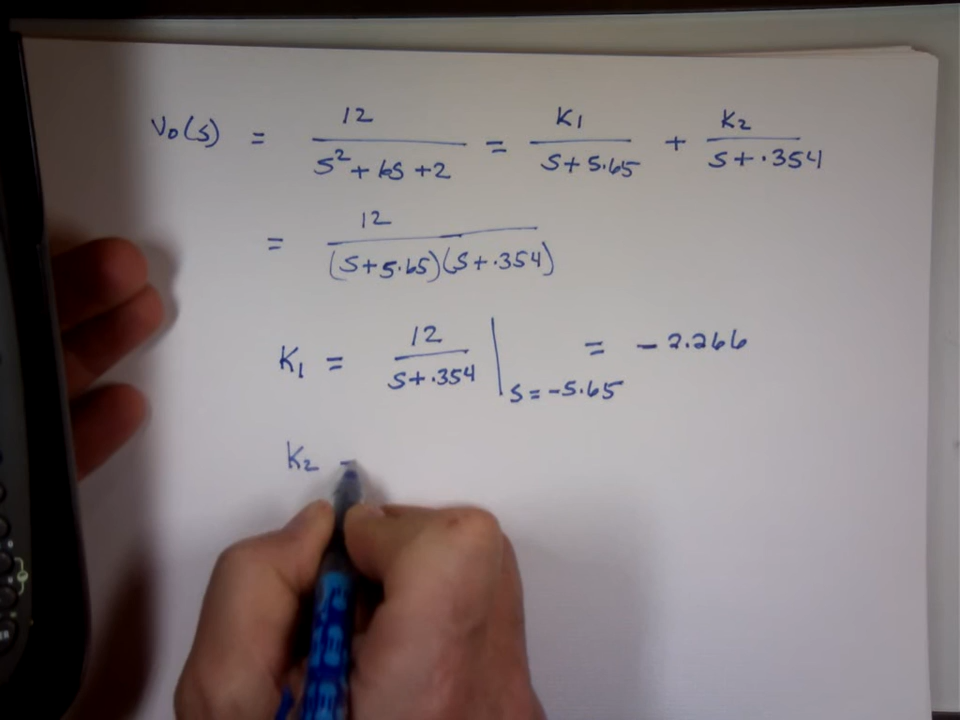 Vo(s) = 12 / (s² + 6s + 2) = K1 / (s + 5.65) + K2 / (s + .354)
= 12 / ((s + 5.65)(s + .354))
K1 = 12 / (s + .354) | s = -5.65 = -2.266
K2 =